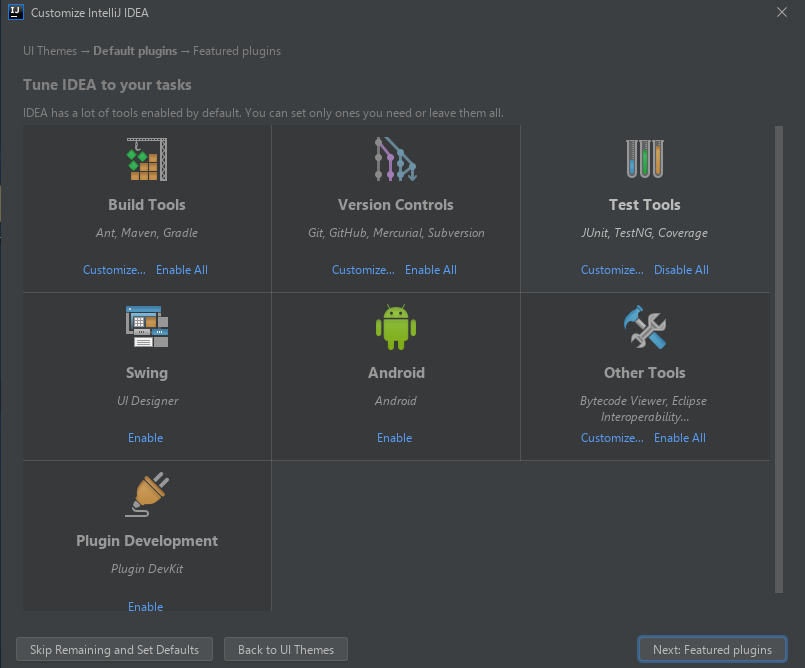 IJ Customize IntelliJ IDEA
UI Themes → Default plugins → Featured plugins
Tune IDEA to your tasks
IDEA has a lot of tools enabled by default. You can set only ones you need or leave them all.
Build Tools
Ant, Maven, Gradle
Customize... Enable All
Version Controls
Git, GitHub, Mercurial, Subversion
Customize... Enable All
Test Tools
JUnit, TestNG, Coverage
Customize... Disable All
Swing
UI Designer
Enable
Android
Android
Enable
Other Tools
Bytecode Viewer, Eclipse
Interoperability...
Customize... Enable All
Plugin Development
Plugin DevKit
Enable
Skip Remaining and Set Defaults Back to UI Themes Next: Featured plugins